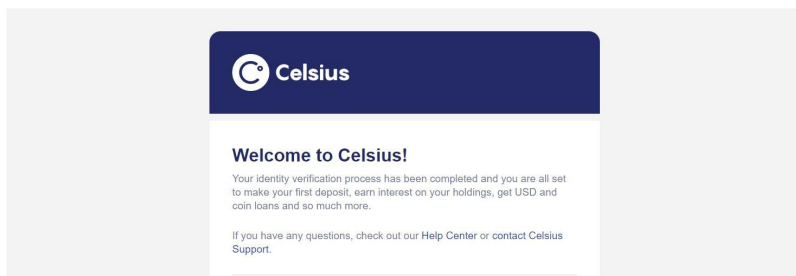 Celsius
Welcome to Celsius!
Your identity verification process has been completed and you are all set
to make your first deposit, earn interest on your holdings, get USD and
coin loans and so much more.
If you have any questions, check out our Help Center or contact Celsius
Support.